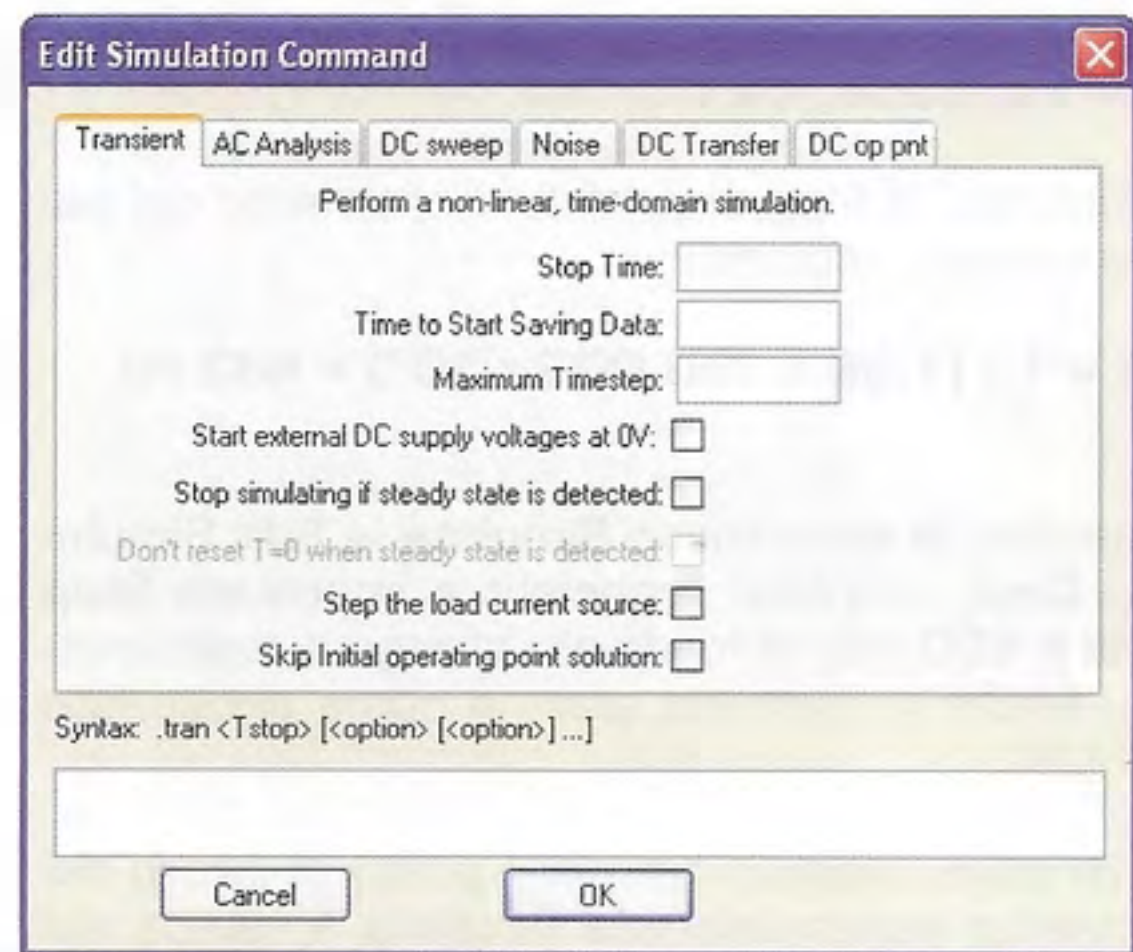 Edit Simulation Command
Transient AC Analysis DC sweep Noise DC Transfer DC op pnt
Perform a non-linear, time-domain simulation.
Stop Time:
Time to Start Saving Data:
Maximum Timestep:
Start external DC supply voltages at 0V:
Stop simulating if steady state is detected:
Don't reset T=0 when steady state is detected:
Step the load current source:
Skip Initial operating point solution:
Syntax: .tran <Tstop> [<option> [<option>] ...]
Cancel OK